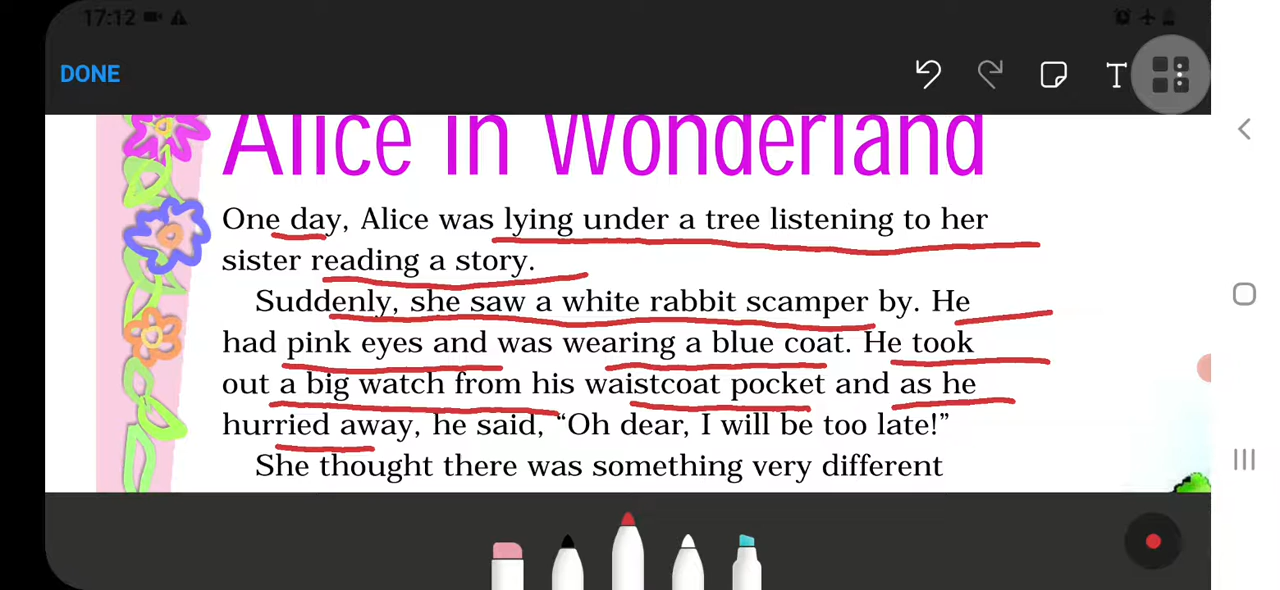 17:12
DONE
T
Alice in Wonderland
One day, Alice was lying under a tree listening to her
sister reading a story.
Suddenly, she saw a white rabbit scamper by. He
had pink eyes and was wearing a blue coat. He took
out a big watch from his waistcoat pocket and as he
hurried away, he said, “Oh dear, I will be too late!”
She thought there was something very different